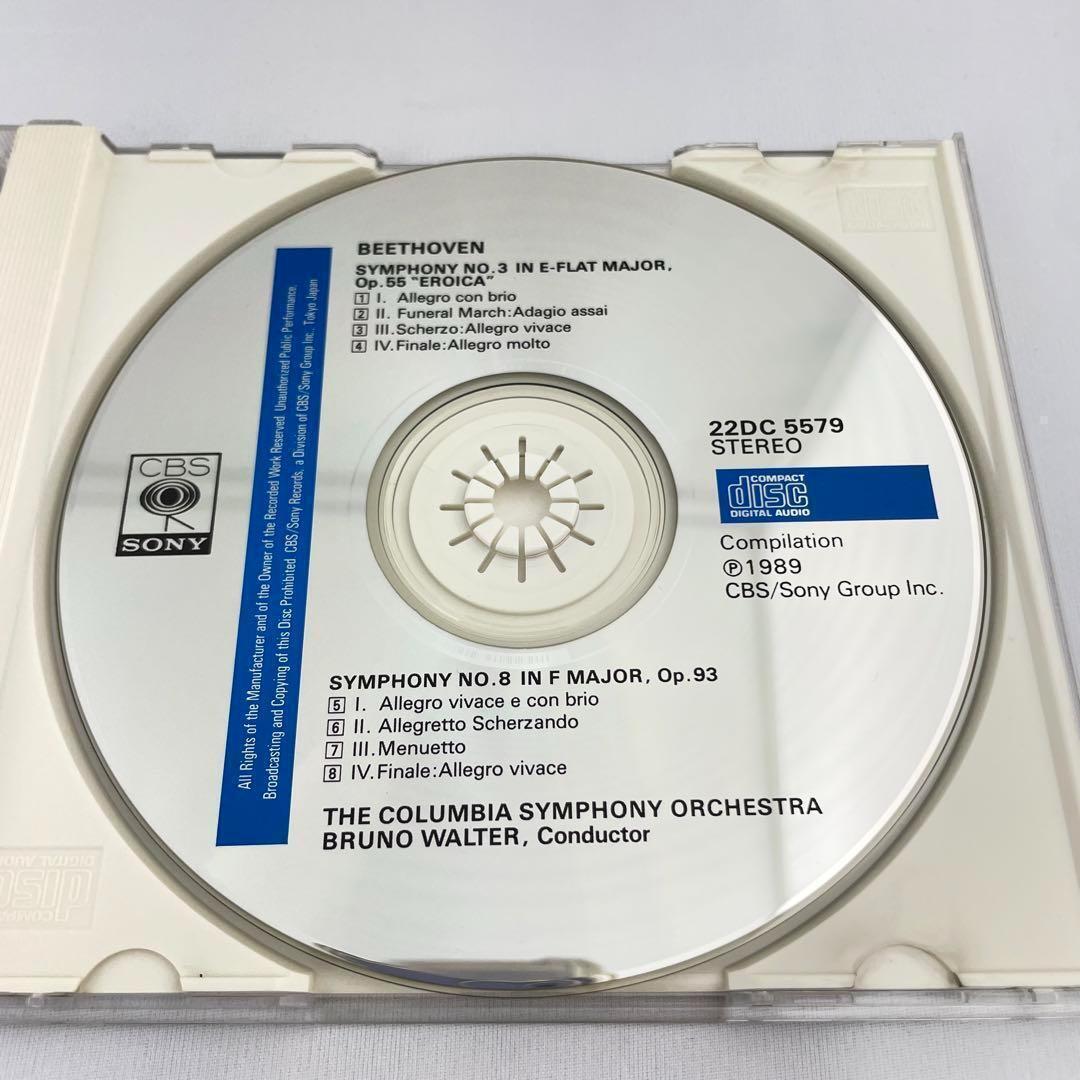 BEETHOVEN
SYMPHONY NO.3 IN E-FLAT MAJOR,
Op.55 "EROICA"
1 I. Allegro con brio
2 II. Funeral March:Adagio assai
3 III.Scherzo:Allegro vivace
4 IV.Finale:Allegro molto
All Rights of the Manufacturer and of the Owner of the Recorded Work Reserved Unauthorized Public Performance,
Broadcasting and Copying of this Disc Prohibited CBS/Sony Records, a Division of CBS/Sony Group Inc., Tokyo Japan
CBS
SONY
22DC 5579
STEREO
COMPACT
disc
DIGITAL AUDIO
Compilation
Ⓟ1989
CBS/Sony Group Inc.
SYMPHONY NO.8 IN F MAJOR, Op.93
5 I. Allegro vivace e con brio
6 II. Allegretto Scherzando
7 III.Menuetto
8 IV.Finale:Allegro vivace
THE COLUMBIA SYMPHONY ORCHESTRA
BRUNO WALTER, Conductor